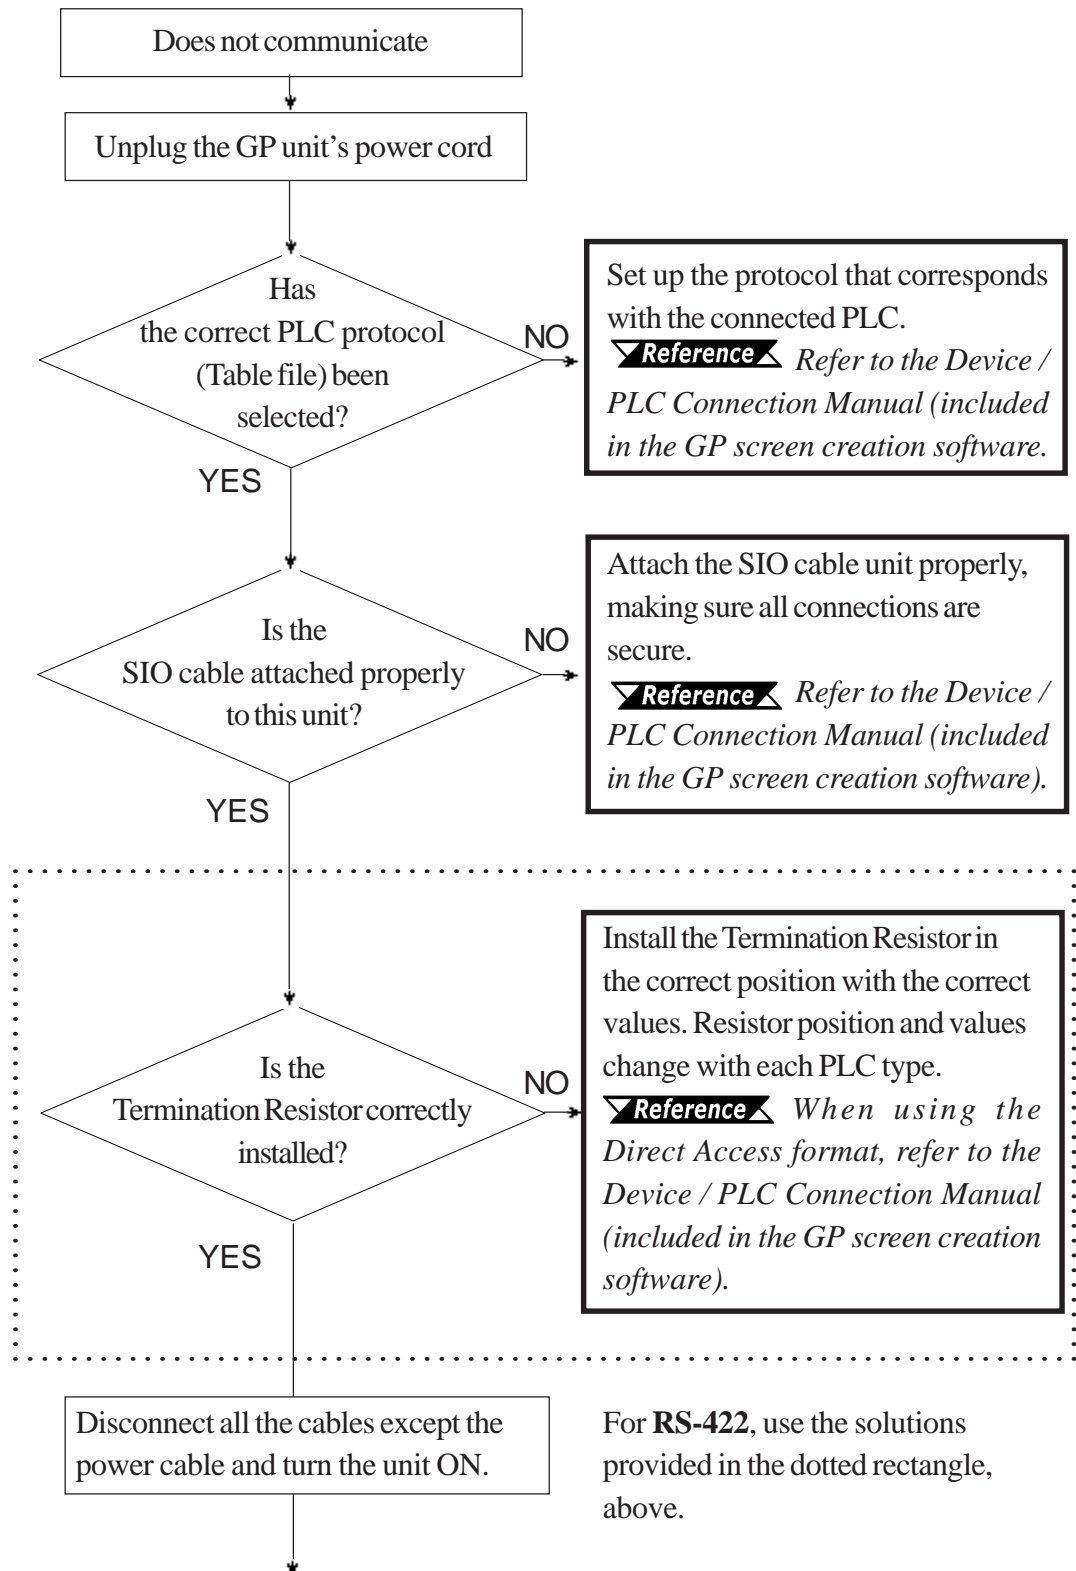 Does not communicate
Unplug the GP unit's power cord
Has
the correct PLC protocol
(Table file) been
selected?
NO
YES
Set up the protocol that corresponds
with the connected PLC.
Reference Refer to the Device /
PLC Connection Manual (included
in the GP screen creation software.
Is the
SIO cable attached properly
to this unit?
NO
YES
Attach the SIO cable unit properly,
making sure all connections are
secure.
Reference Refer to the Device /
PLC Connection Manual (included
in the GP screen creation software).
Is the
Termination Resistor correctly
installed?
NO
YES
Install the Termination Resistor in
the correct position with the correct
values. Resistor position and values
change with each PLC type.
Reference When using the
Direct Access format, refer to the
Device / PLC Connection Manual
(included in the GP screen creation
software).
Disconnect all the cables except the
power cable and turn the unit ON.
For RS-422, use the solutions
provided in the dotted rectangle,
above.